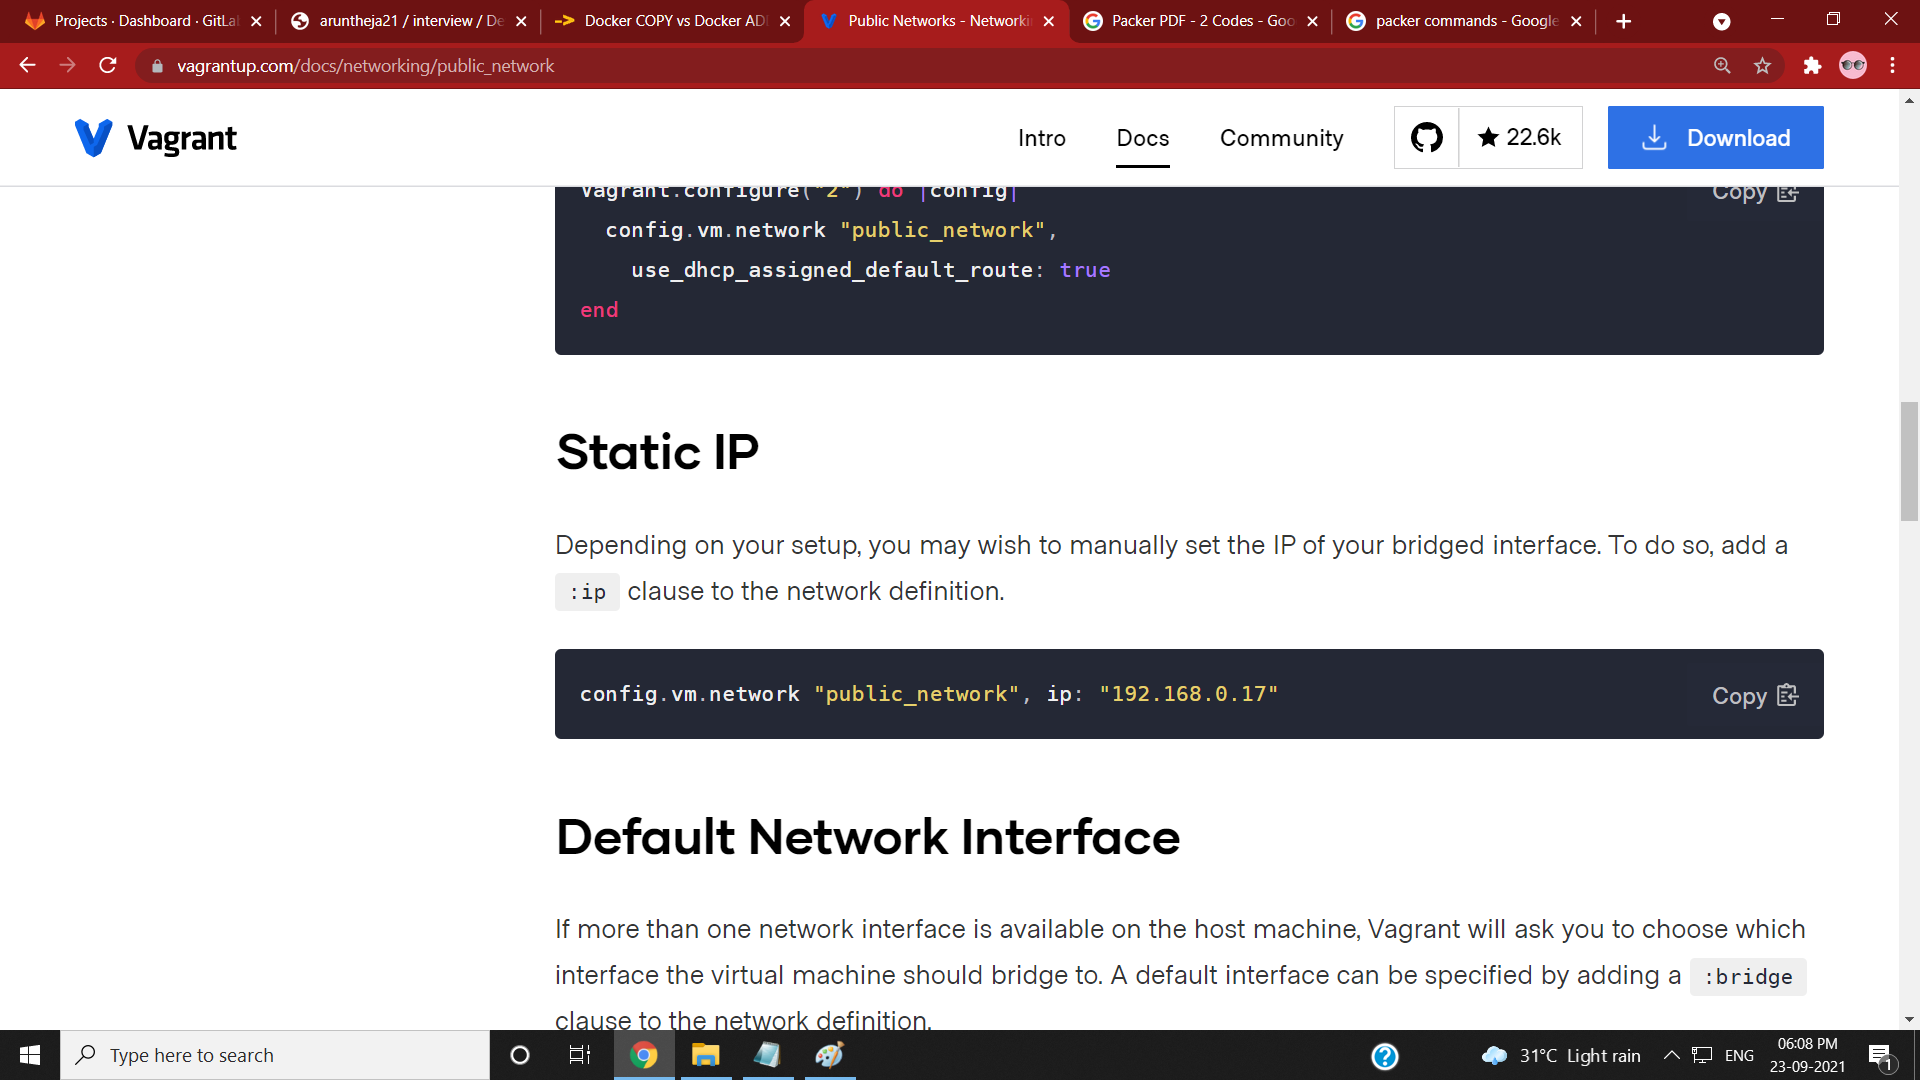 Projects · Dashboard · GitLa
aruntheja21 / interview / De
Docker COPY vs Docker AD
Public Networks - Networki
Packer PDF - 2 Codes - Goo
packer commands - Google
vagrantup.com/docs/networking/public_network
Vagrant
Intro
Docs
Community
22.6k
Download
Vagrant.configure("2") do |config|
Copy
config.vm.network "public_network",
use_dhcp_assigned_default_route: true
end
Static IP
Depending on your setup, you may wish to manually set the IP of your bridged interface. To do so, add a
:ip clause to the network definition.
config.vm.network "public_network", ip: "192.168.0.17"
Copy
Default Network Interface
If more than one network interface is available on the host machine, Vagrant will ask you to choose which
interface the virtual machine should bridge to. A default interface can be specified by adding a :bridge
clause to the network definition.
Type here to search
31°C Light rain
ENG
06:08 PM
23-09-2021
1